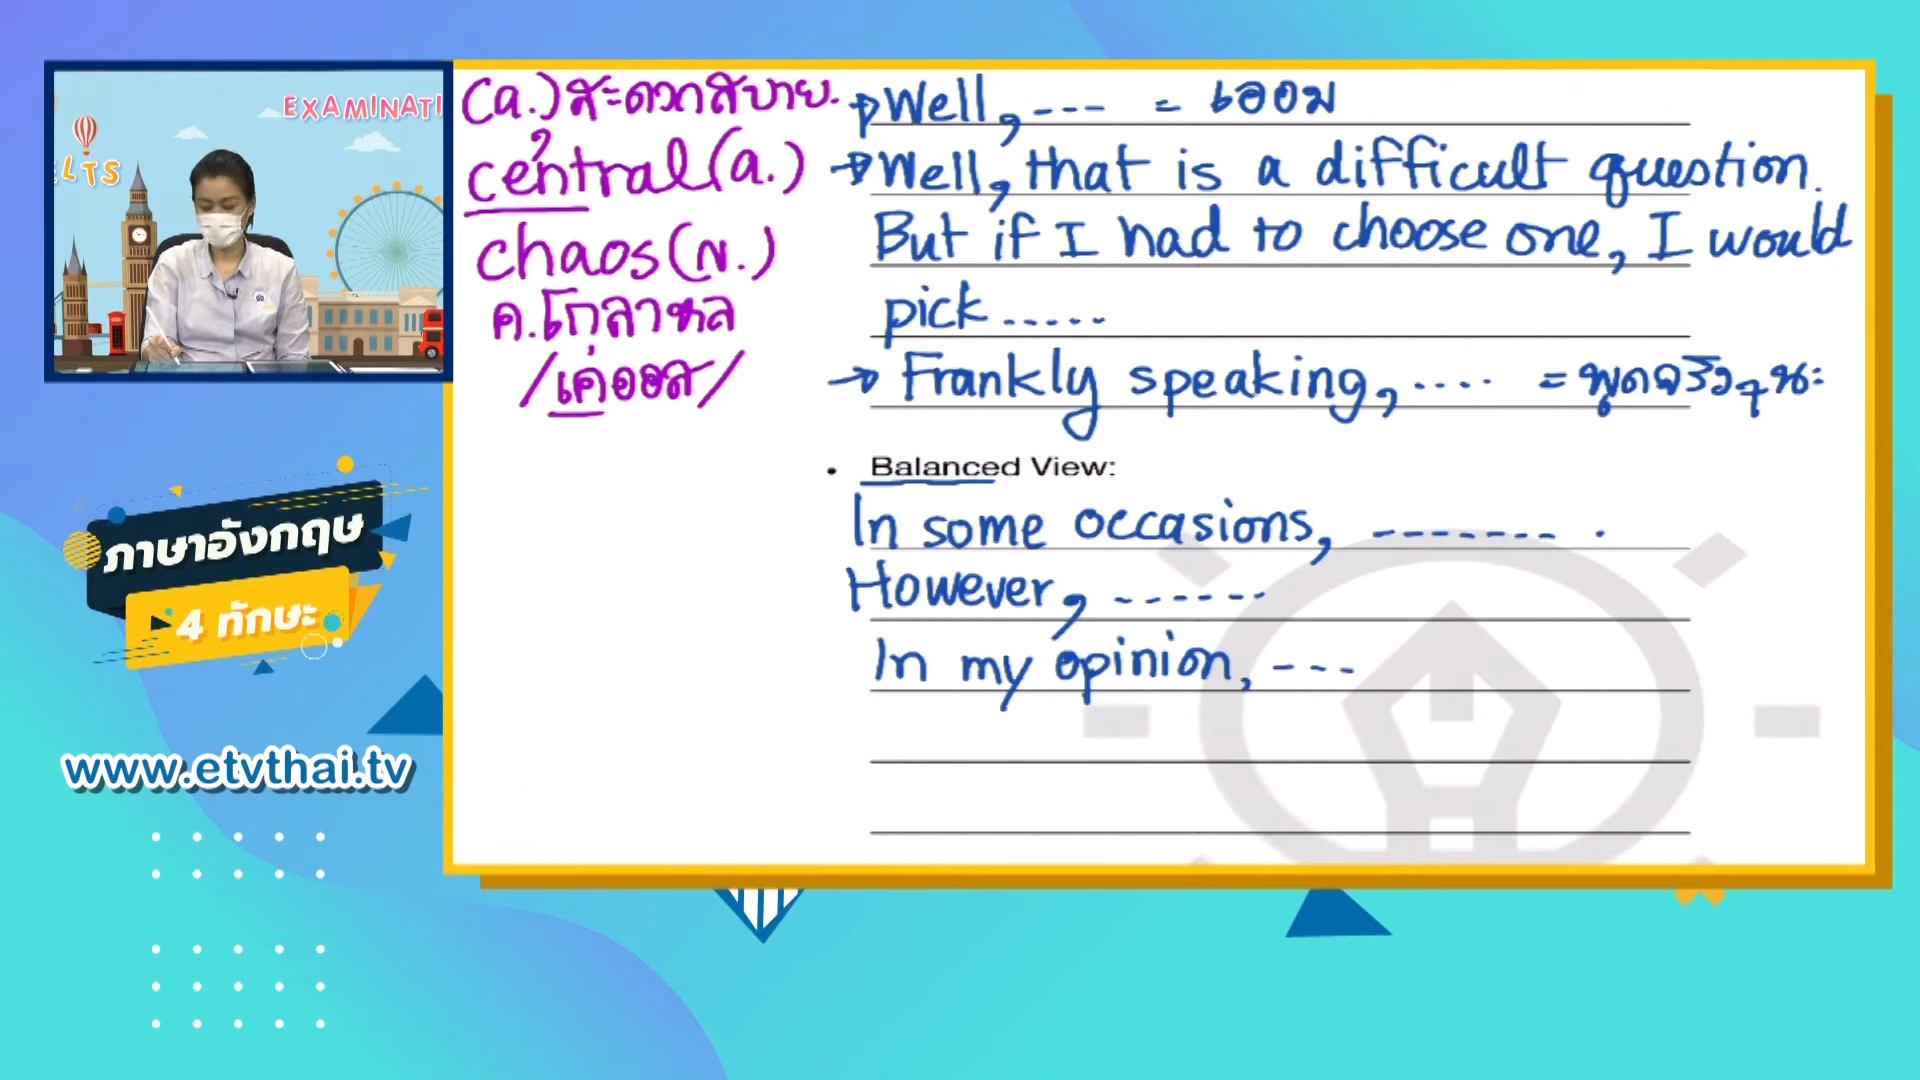 EXAMINATI
ELTS
ภาษาอังกฤษ
4 ทักษะ
www.etvthai.tv
(a.) สะดวกสบาย.
central (a.)
chaos (n.)
ค.โกลาหล
/เค่ออส/
→ Well, --- = เออม
→ Well, that is a difficult question.
But if I had to choose one, I would
pick .....
→ Frankly speaking, .... = พูดจริงๆนะ
• Balanced View:
In some occasions, ------- .
However, ------
In my opinion, ---